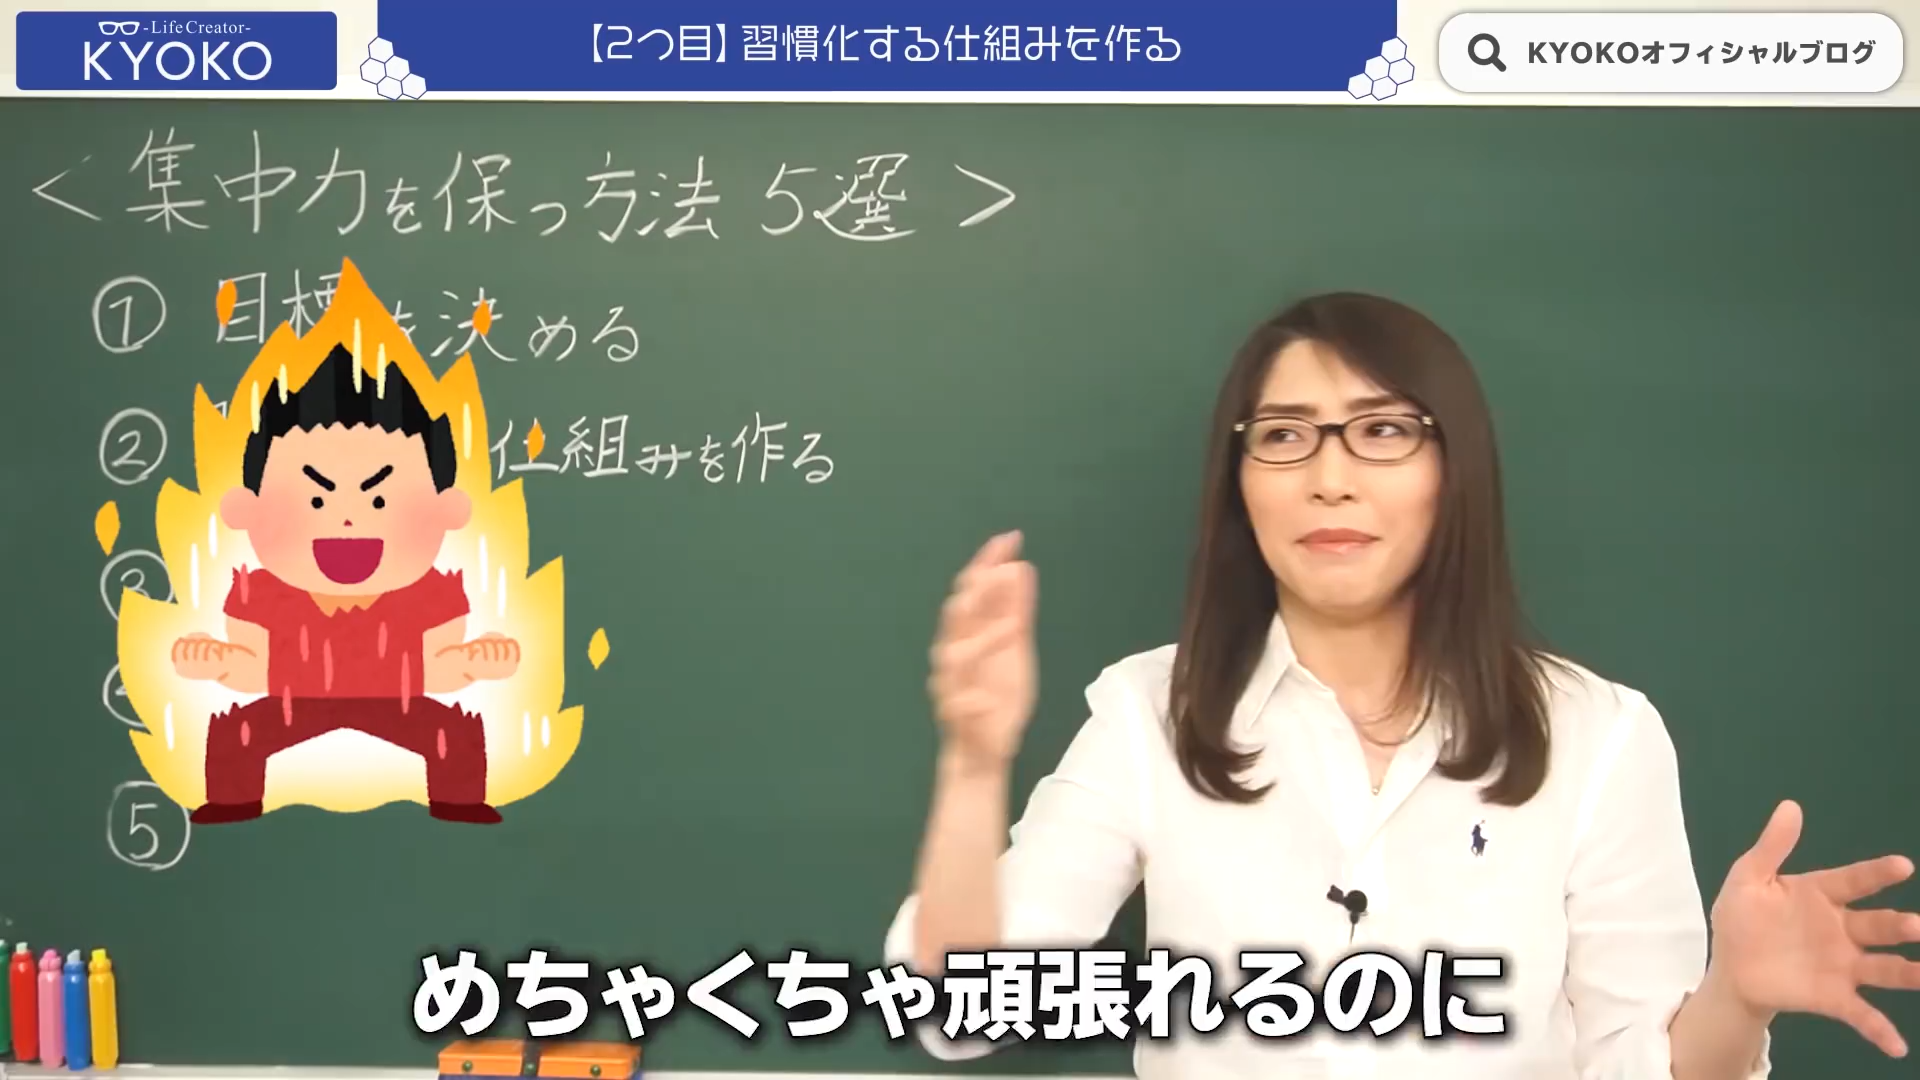 -Life Creator-
KYOKO
【2つ目】習慣化する仕組みを作る
KYOKOオフィシャルブログ
<集中力を保つ方法 5選>
① 目標を決める
② 仕組みを作る
③
④
⑤
めちゃくちゃ頑張れるのに